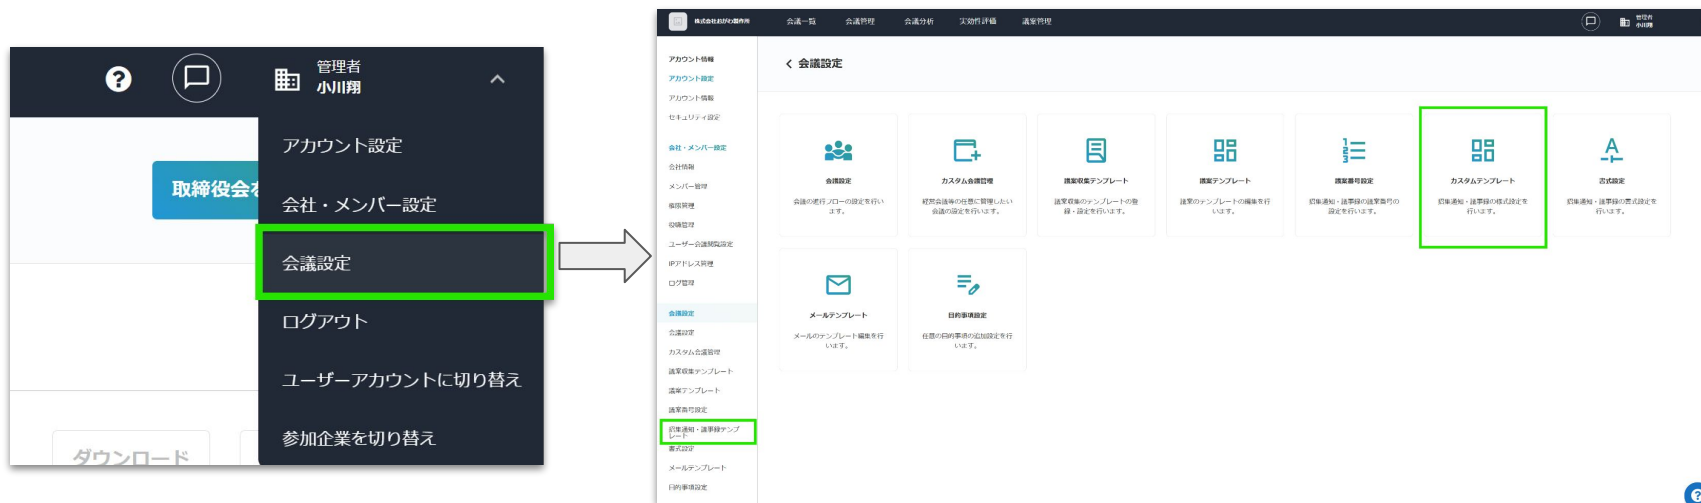 管理者
小川翔
取締役会を
アカウント設定
会社・メンバー設定
会議設定
ログアウト
ユーザーアカウントに切り替え
参加企業を切り替え
ダウンロード
株式会社おがわ製作所
会議一覧
会議管理
会議分析
実効性評価
議案管理
管理者
小川翔
アカウント情報
アカウント設定
アカウント情報
セキュリティ設定
会社・メンバー設定
会社情報
メンバー管理
権限管理
役職管理
ユーザー会議閲覧設定
IPアドレス管理
ログ管理
会議設定
会議設定
カスタム会議管理
議案収集テンプレート
議案テンプレート
議案番号設定
招集通知・議事録テンプ
レート
書式設定
メールテンプレート
目的事項設定
会議設定
会議設定
会議の進行フローの設定を行い
ます。
カスタム会議管理
経営会議等の任意に管理したい
会議の設定を行います。
議案収集テンプレート
議案収集のテンプレートの登
録・設定を行います。
議案テンプレート
議案のテンプレートの編集を行
います。
議案番号設定
招集通知・議事録の議案番号の
設定を行います。
カスタムテンプレート
招集通知・議事録の様式設定を
行います。
書式設定
招集通知・議事録の書式設定を
行います。
メールテンプレート
メールのテンプレート編集を行
います。
目的事項設定
任意の目的事項の追加設定を行
います。